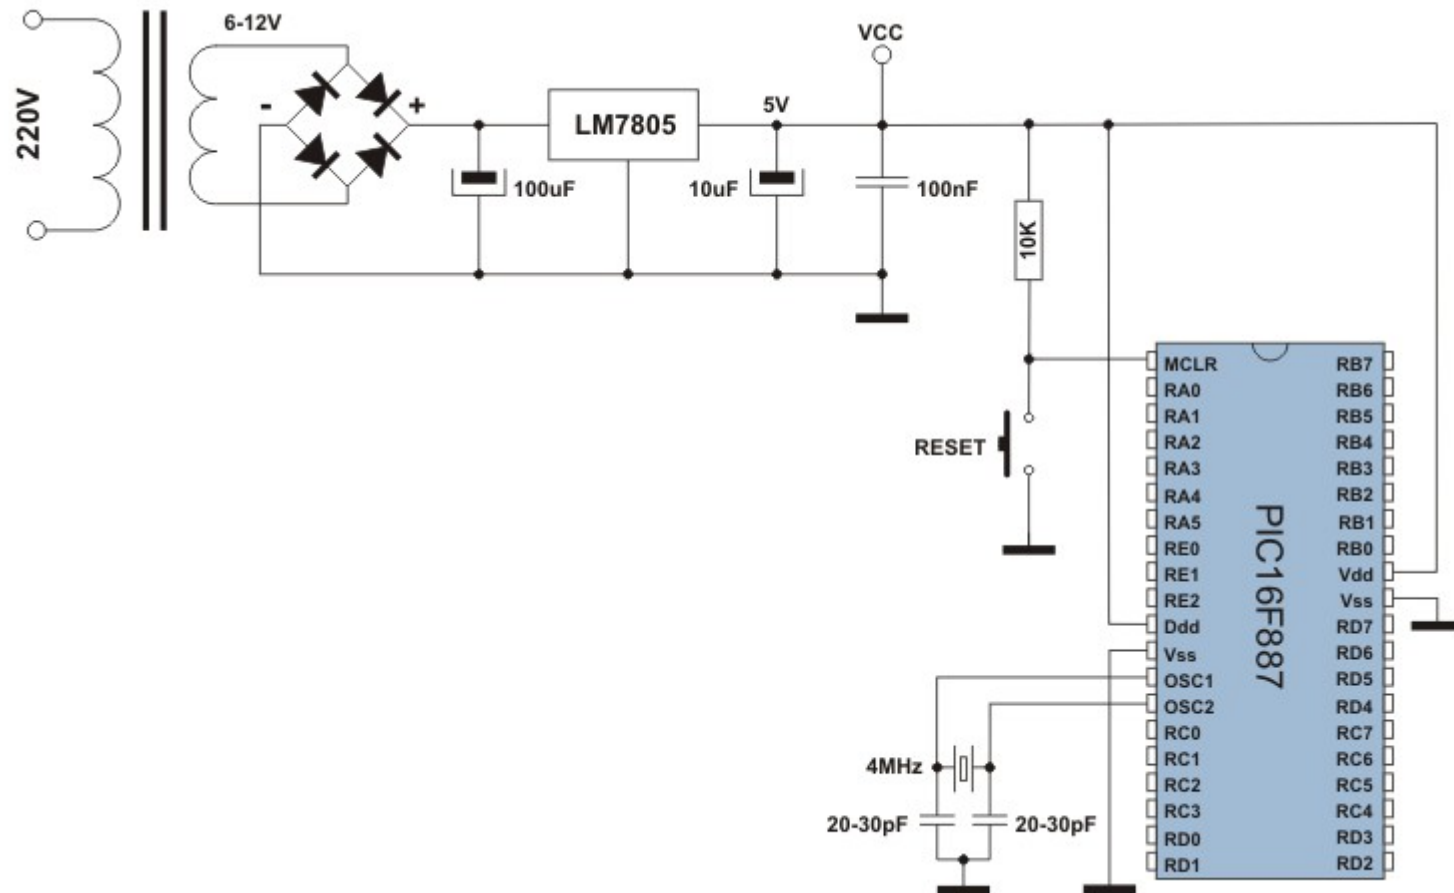 220V
6-12V
-
+
LM7805
100uF
5V
10uF
VCC
100nF
10K
RESET
4MHz
20-30pF
20-30pF
PIC16F887
MCLR
RA0
RA1
RA2
RA3
RA4
RA5
RE0
RE1
RE2
Ddd
Vss
OSC1
OSC2
RC0
RC1
RC2
RC3
RD0
RD1
RB7
RB6
RB5
RB4
RB3
RB2
RB1
RB0
Vdd
Vss
RD7
RD6
RD5
RD4
RC7
RC6
RC5
RC4
RD3
RD2